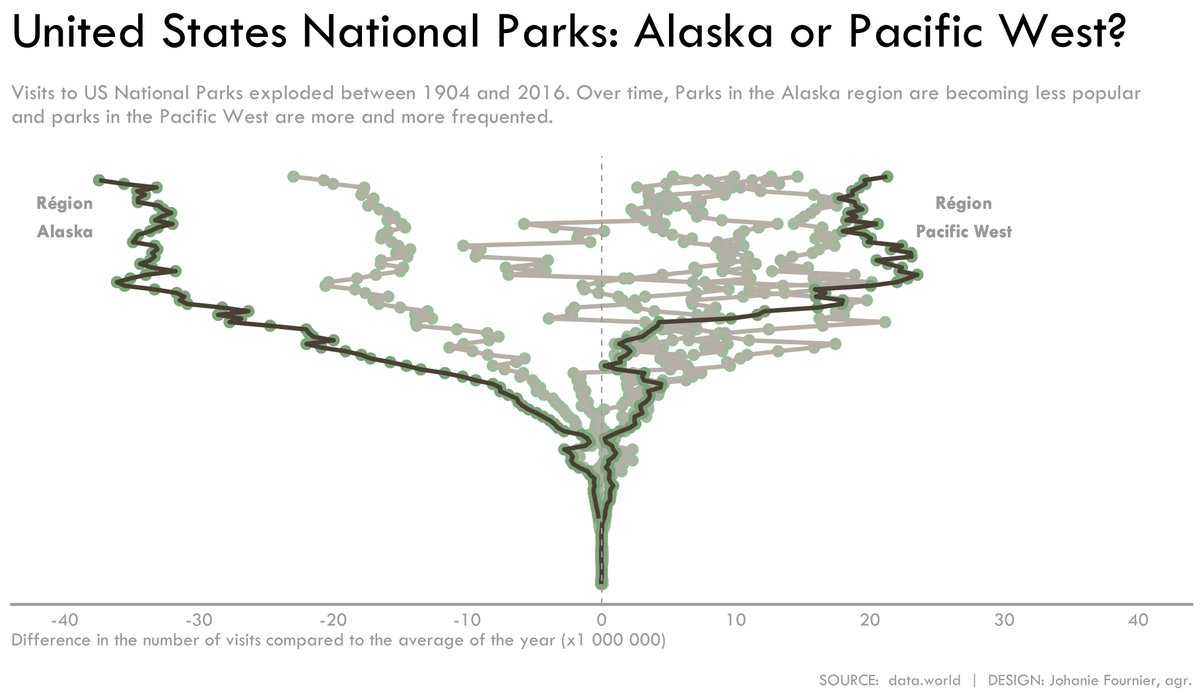 United States National Parks: Alaska or Pacific West?
Visits to US National Parks exploded between 1904 and 2016. Over time, Parks in the Alaska region are becoming less popular
and parks in the Pacific West are more and more frequented.
Région
Alaska
Région
Pacific West
-40 -30 -20 -10 0 10 20 30 40
Difference in the number of visits compared to the average of the year (x1 000 000)
SOURCE: data.world | DESIGN: Johanie Fournier, agr.